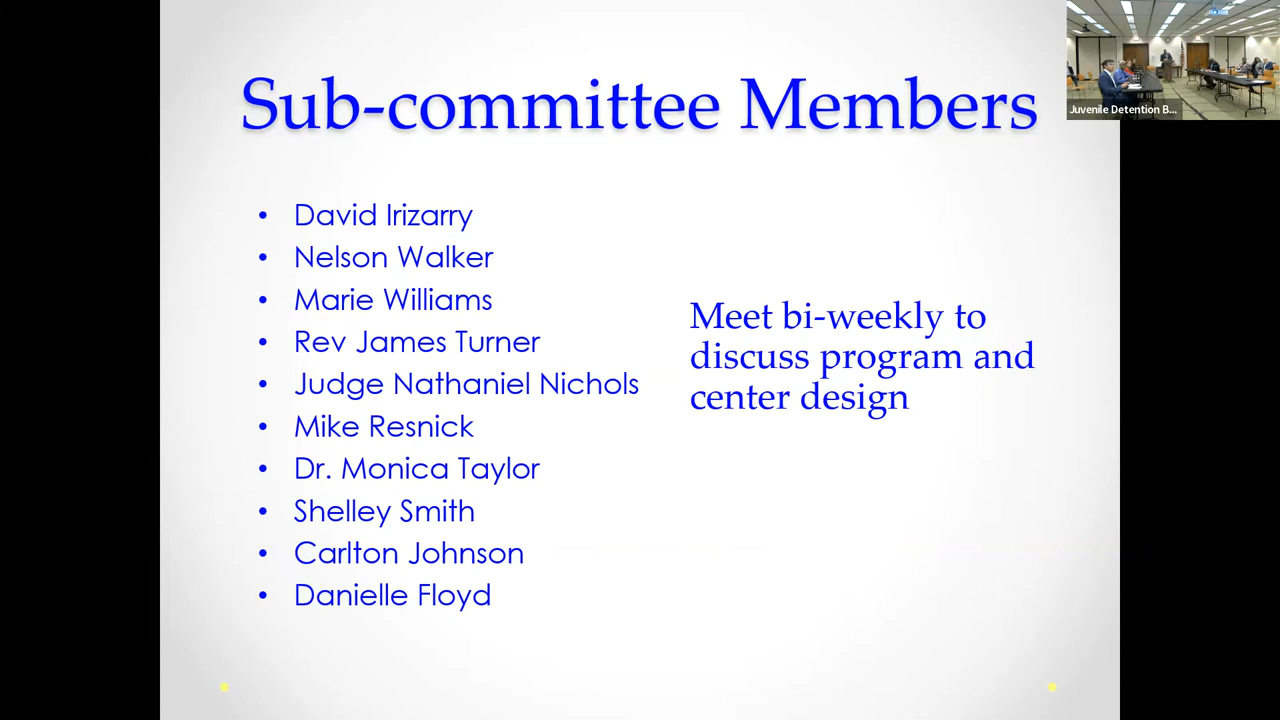 Sub-committee Members
• David Irizarry
• Nelson Walker
• Marie Williams
• Rev James Turner
• Judge Nathaniel Nichols
• Mike Resnick
• Dr. Monica Taylor
• Shelley Smith
• Carlton Johnson
• Danielle Floyd
Meet bi-weekly to
discuss program and
center design
Juvenile Detention B...